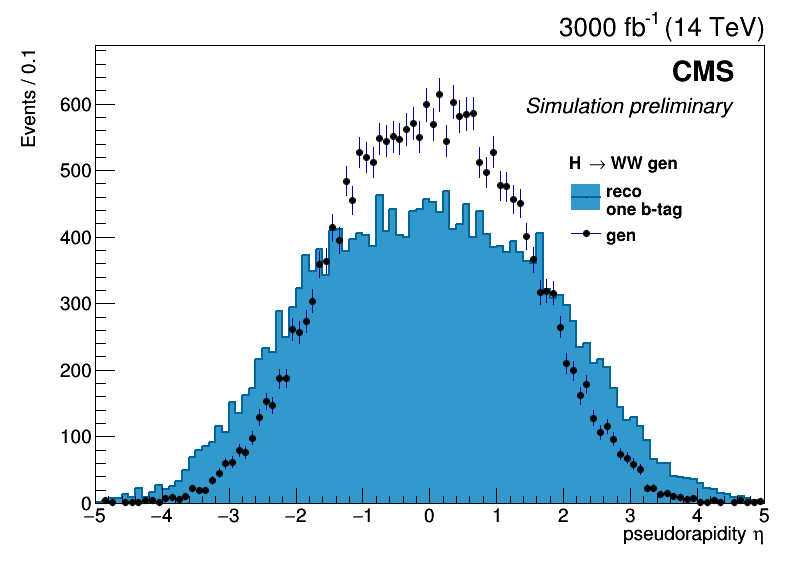 3000 fb-1 (14 TeV)
Events / 0.1
CMS
Simulation preliminary
H → WW gen
reco
one b-tag
gen
600
500
400
300
200
100
0
−5 −4 −3 −2 −1 0 1 2 3 4 5
pseudorapidity η